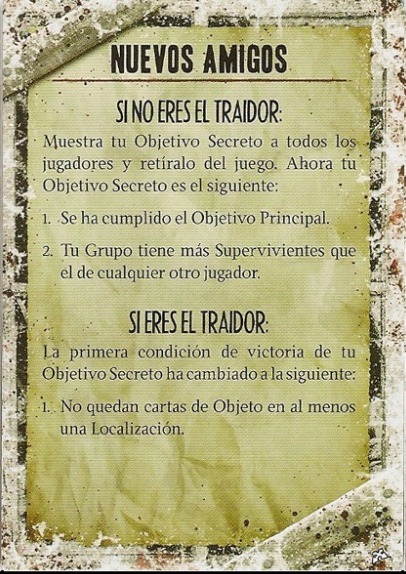 NUEVOS AMIGOS
SI NO ERES EL TRAIDOR:
Muestra tu Objetivo Secreto a todos los
jugadores y retíralo del juego. Ahora tu
Objetivo Secreto es el siguiente:
1. Se ha cumplido el Objetivo Principal.
2. Tu Grupo tiene más Supervivientes que
el de cualquier otro jugador.
SI ERES EL TRAIDOR:
La primera condición de victoria de tu
Objetivo Secreto ha cambiado a la siguiente:
1. No quedan cartas de Objeto en al menos
una Localización.